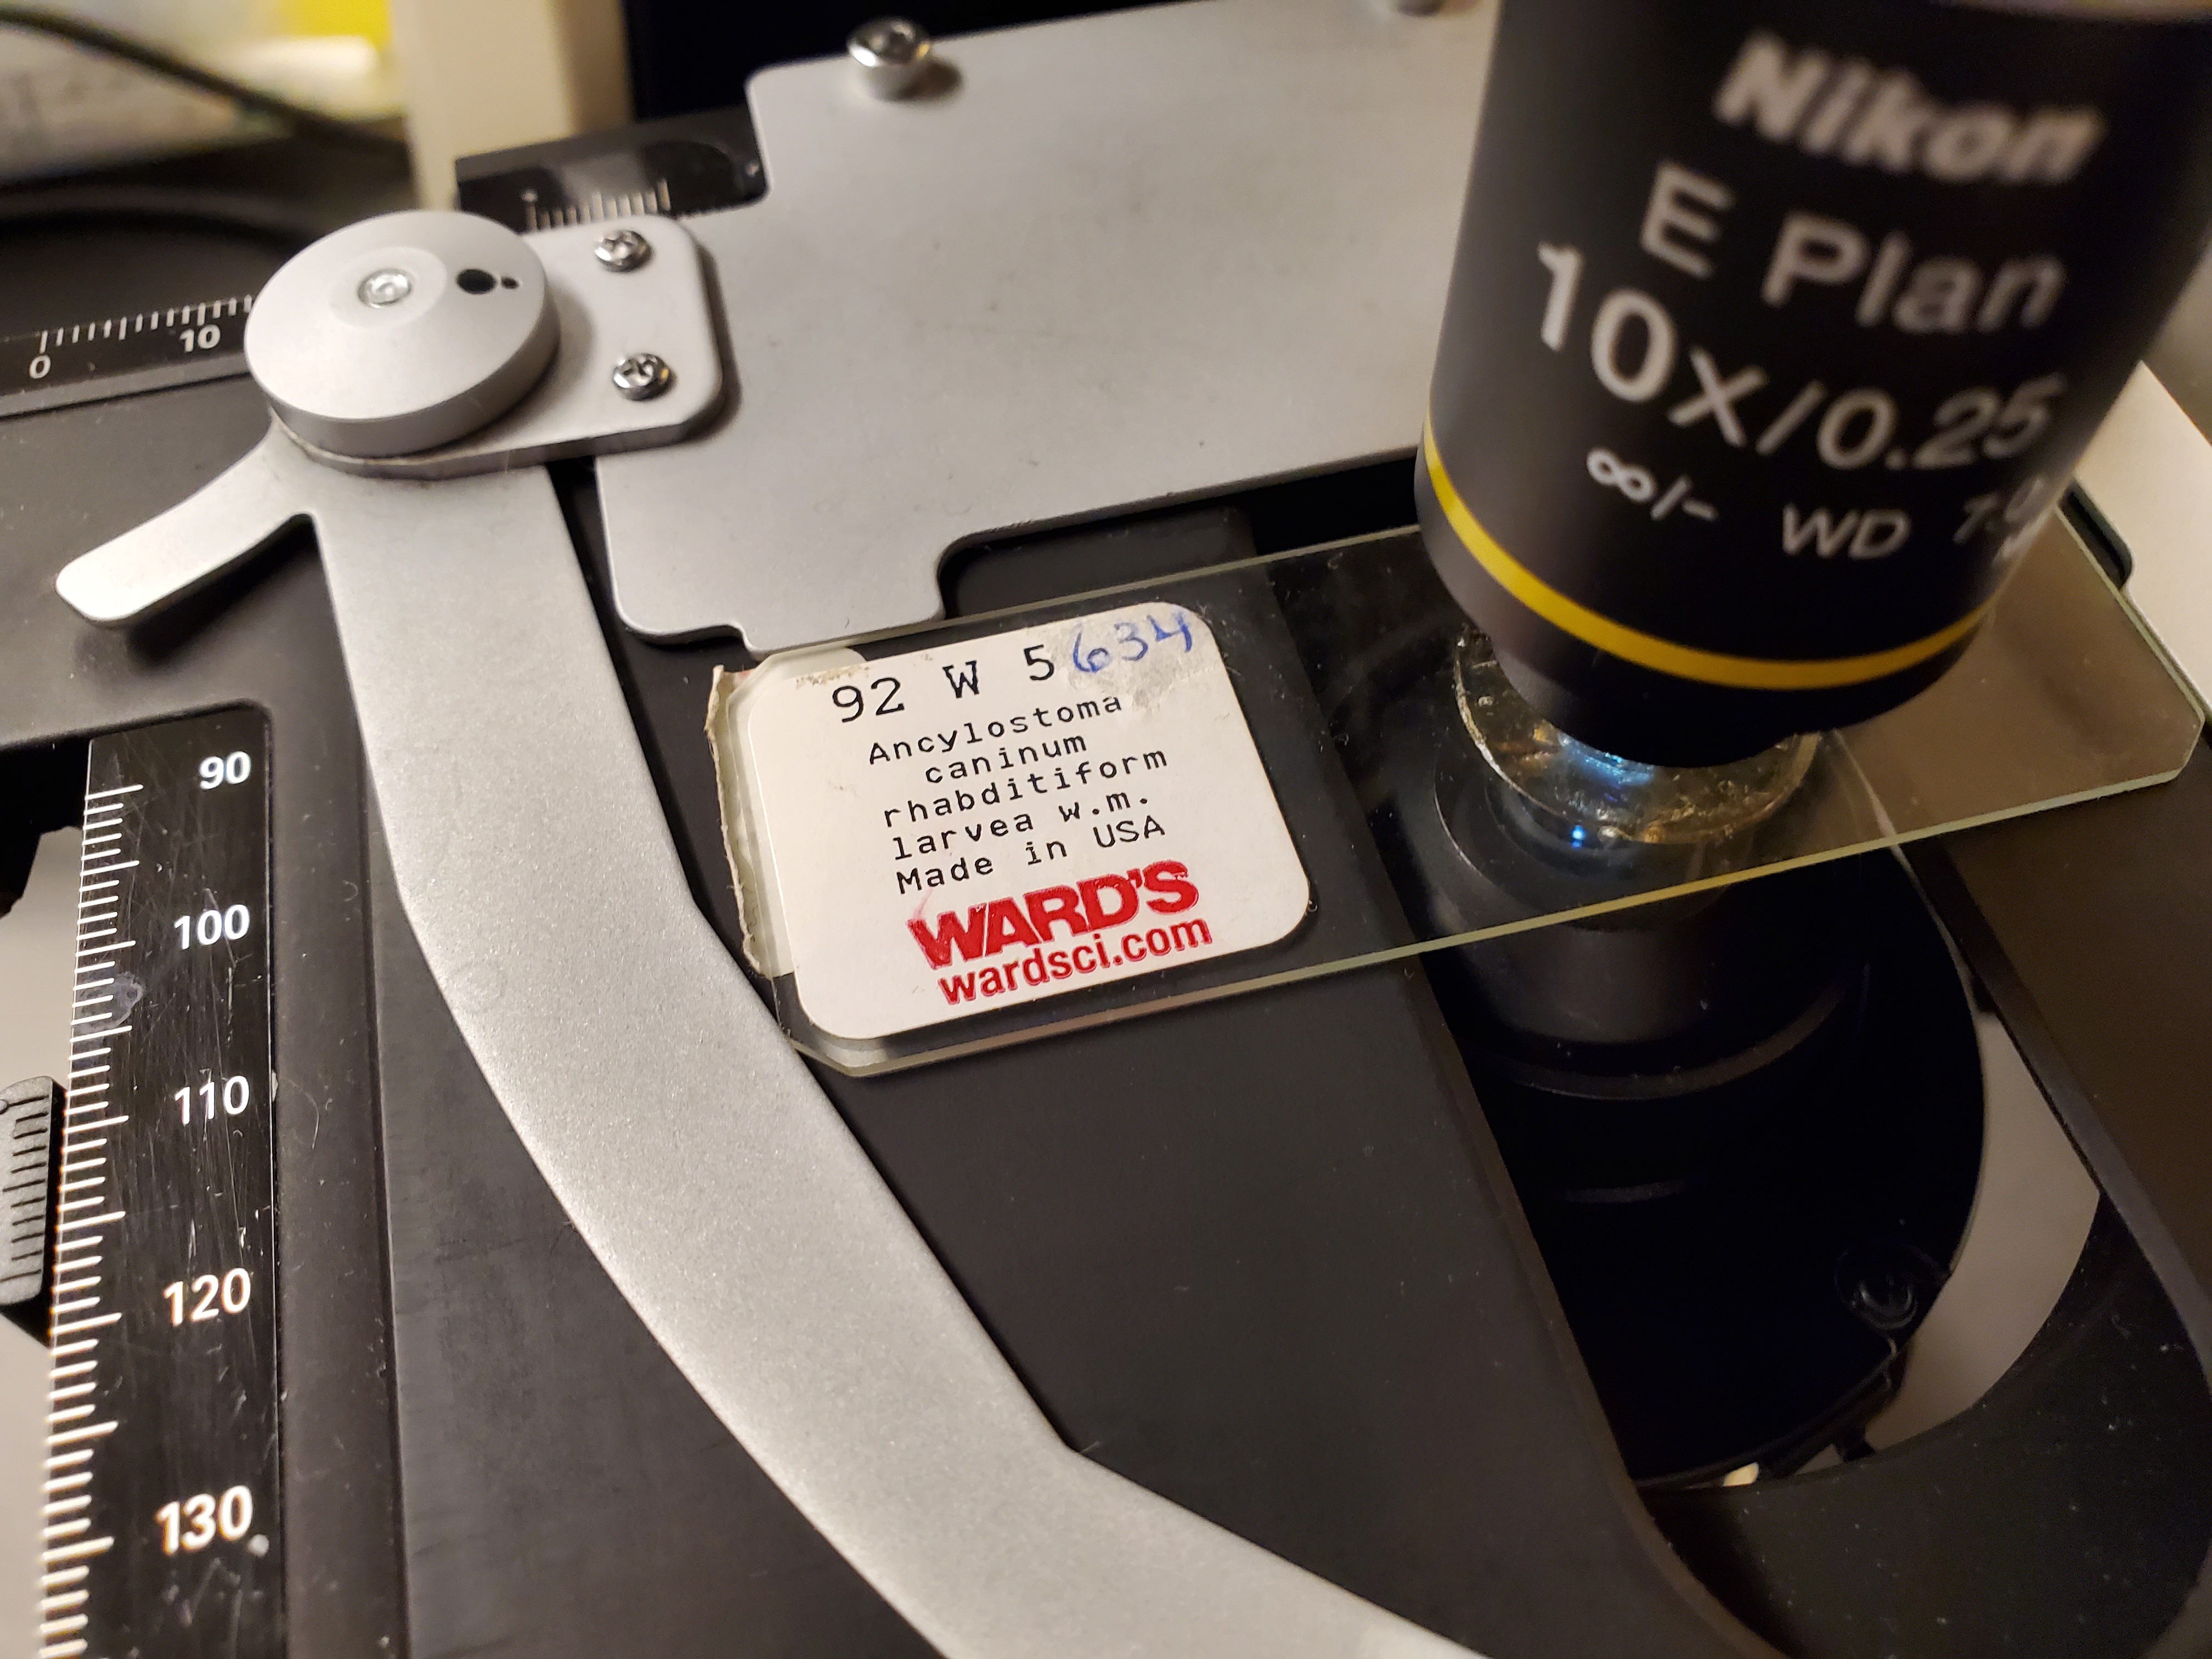 Nikon
E Plan
10X/0.25
∞/- WD
0
10
92 W 5634
Ancylostoma
caninum
rhabditiform
larvea w.m.
Made in USA
WARD'S
wardsci.com
90
100
110
120
130